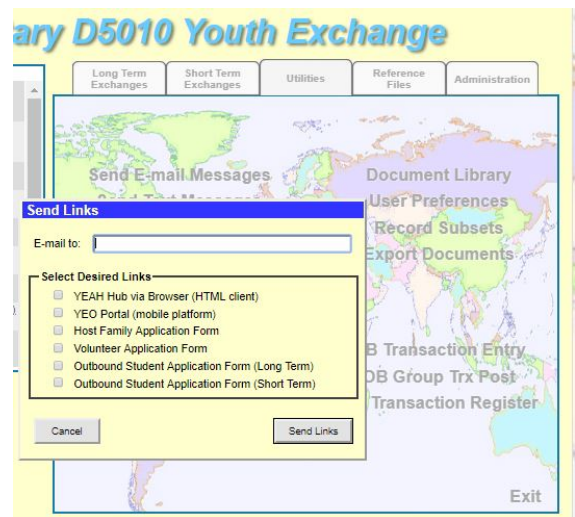 ary D5010 Youth Exchange
Long Term
Exchanges
Short Term
Exchanges
Utilities
Reference
Files
Administration
Send E-mail Messages
Document Library
User Preferences
Record Subsets
Export Documents
B Transaction Entry
OB Group Trx Post
Transaction Register
Exit
Send Links
E-mail to:
Select Desired Links
YEAH Hub via Browser (HTML client)
YEO Portal (mobile platform)
Host Family Application Form
Volunteer Application Form
Outbound Student Application Form (Long Term)
Outbound Student Application Form (Short Term)
Cancel
Send Links